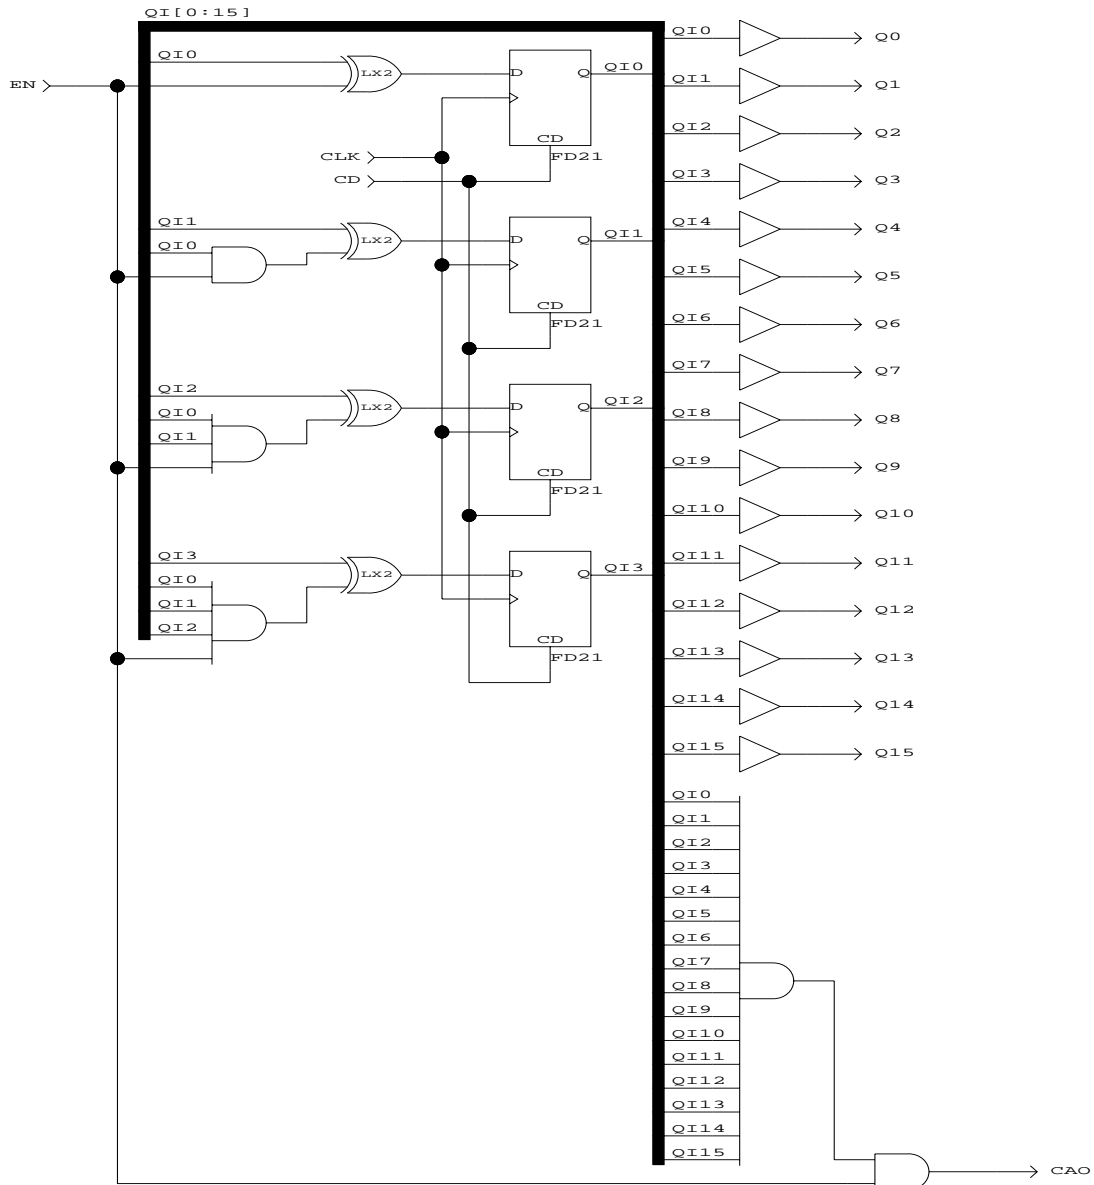 QI[0:15]
QI0
EN
LX2
D
Q
QI0
CD
FD21
CLK
CD
QI1
QI0
LX2
D
Q
QI1
CD
FD21
QI2
QI0
QI1
LX2
D
Q
QI2
CD
FD21
QI3
QI0
QI1
QI2
LX2
D
Q
QI3
CD
FD21
QI0 Q0
QI1 Q1
QI2 Q2
QI3 Q3
QI4 Q4
QI5 Q5
QI6 Q6
QI7 Q7
QI8 Q8
QI9 Q9
QI10 Q10
QI11 Q11
QI12 Q12
QI13 Q13
QI14 Q14
QI15 Q15
QI0
QI1
QI2
QI3
QI4
QI5
QI6
QI7
QI8
QI9
QI10
QI11
QI12
QI13
QI14
QI15
CAO